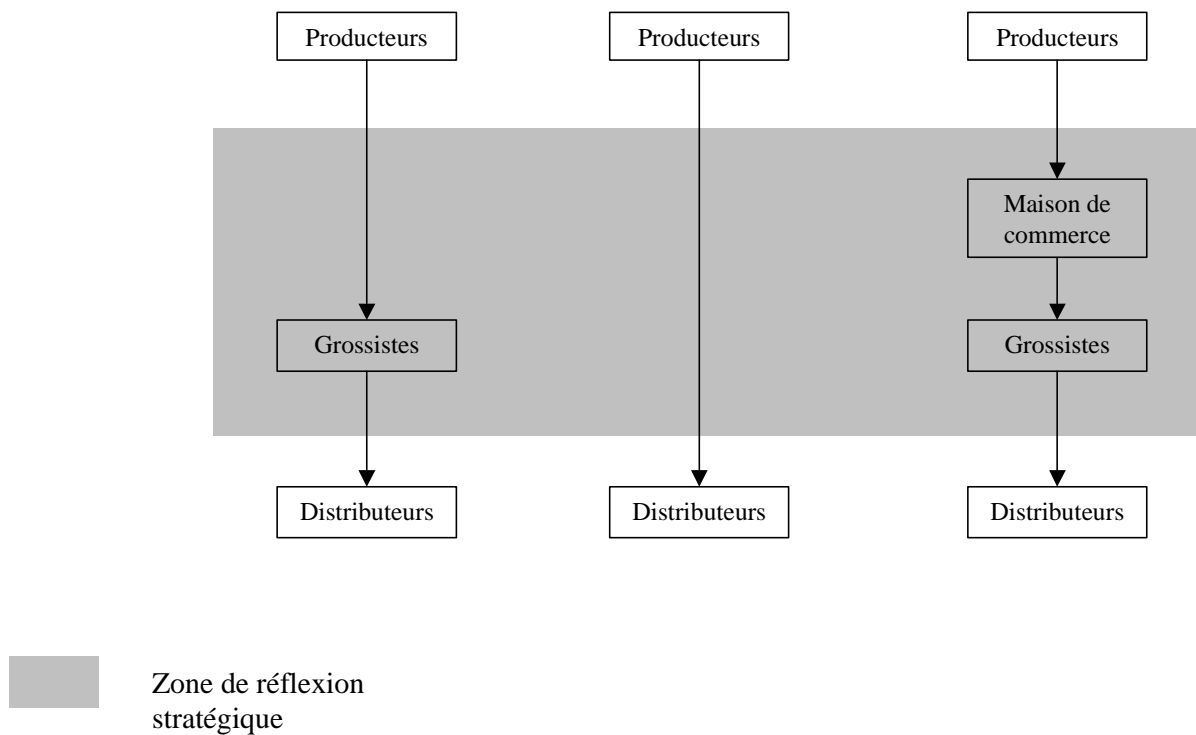 Producteurs
Producteurs
Producteurs
Maison de
commerce
Grossistes
Grossistes
Distributeurs
Distributeurs
Distributeurs
Zone de réflexion
stratégique